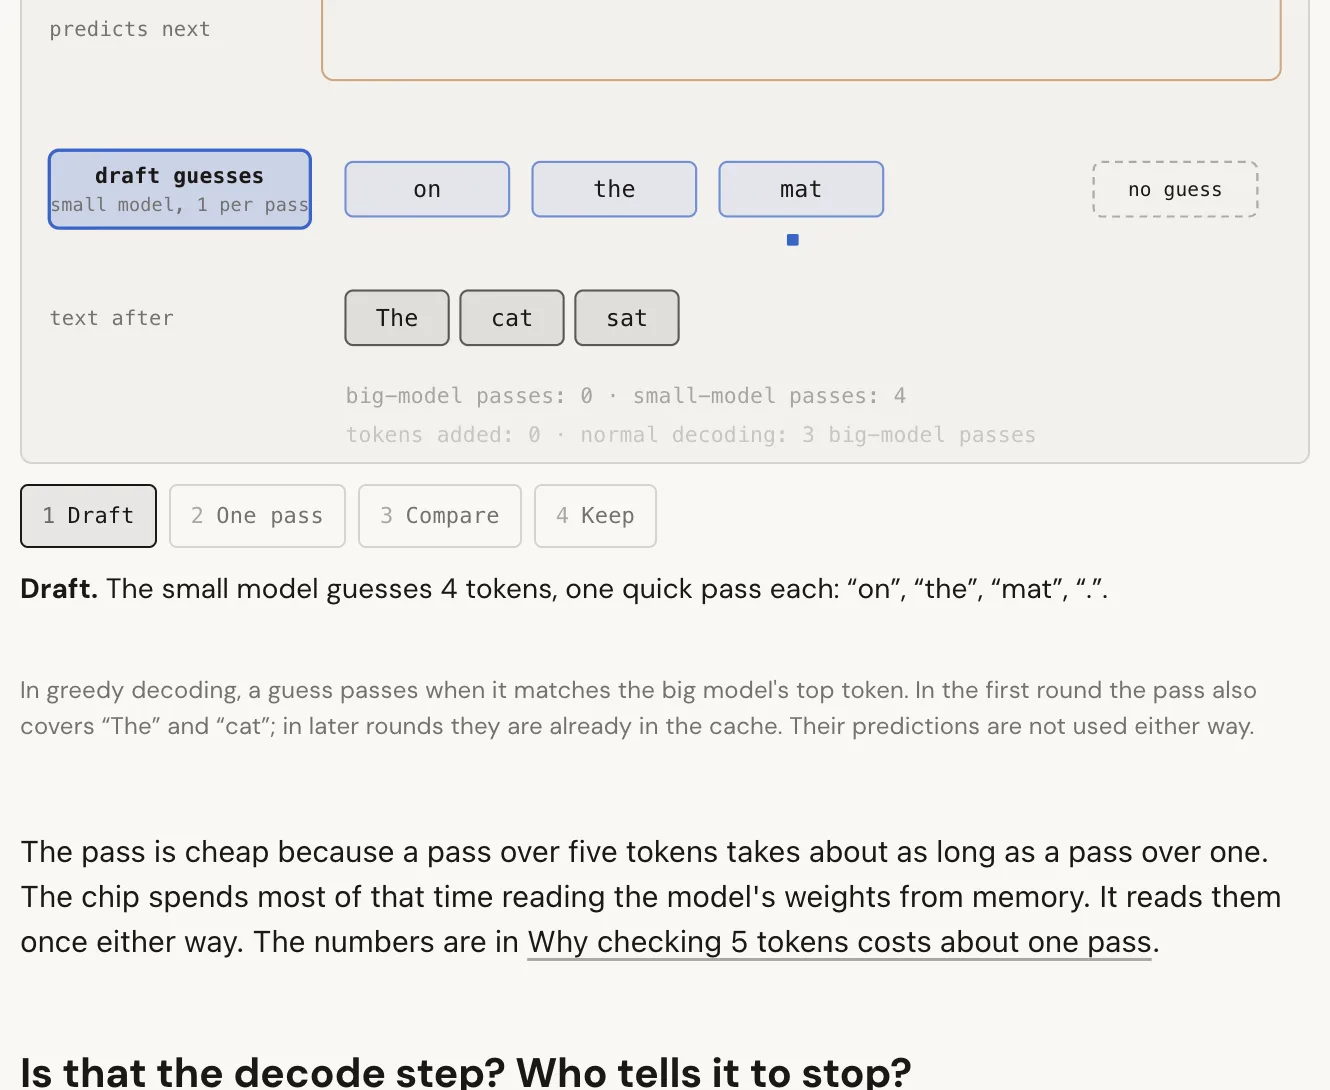 predicts next
draft guesses
small model, 1 per pass
on
the
mat
no guess
text after
The
cat
sat
big-model passes: 0 · small-model passes: 4
tokens added: 0 · normal decoding: 3 big-model passes
1 Draft
2 One pass
3 Compare
4 Keep
Draft. The small model guesses 4 tokens, one quick pass each: “on”, “the”, “mat”, “.”.
In greedy decoding, a guess passes when it matches the big model's top token. In the first round the pass also
covers “The” and “cat”; in later rounds they are already in the cache. Their predictions are not used either way.
The pass is cheap because a pass over five tokens takes about as long as a pass over one.
The chip spends most of that time reading the model's weights from memory. It reads them
once either way. The numbers are in Why checking 5 tokens costs about one pass.
Is that the decode step? Who tells it to stop?